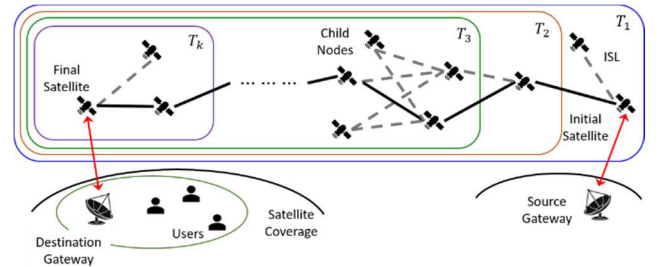 T_k
T_3
T_2
T_1
Child
Nodes
ISL
Final
Satellite
... ... ...
Initial
Satellite
Source
Gateway
Satellite
Coverage
Users
Destination
Gateway